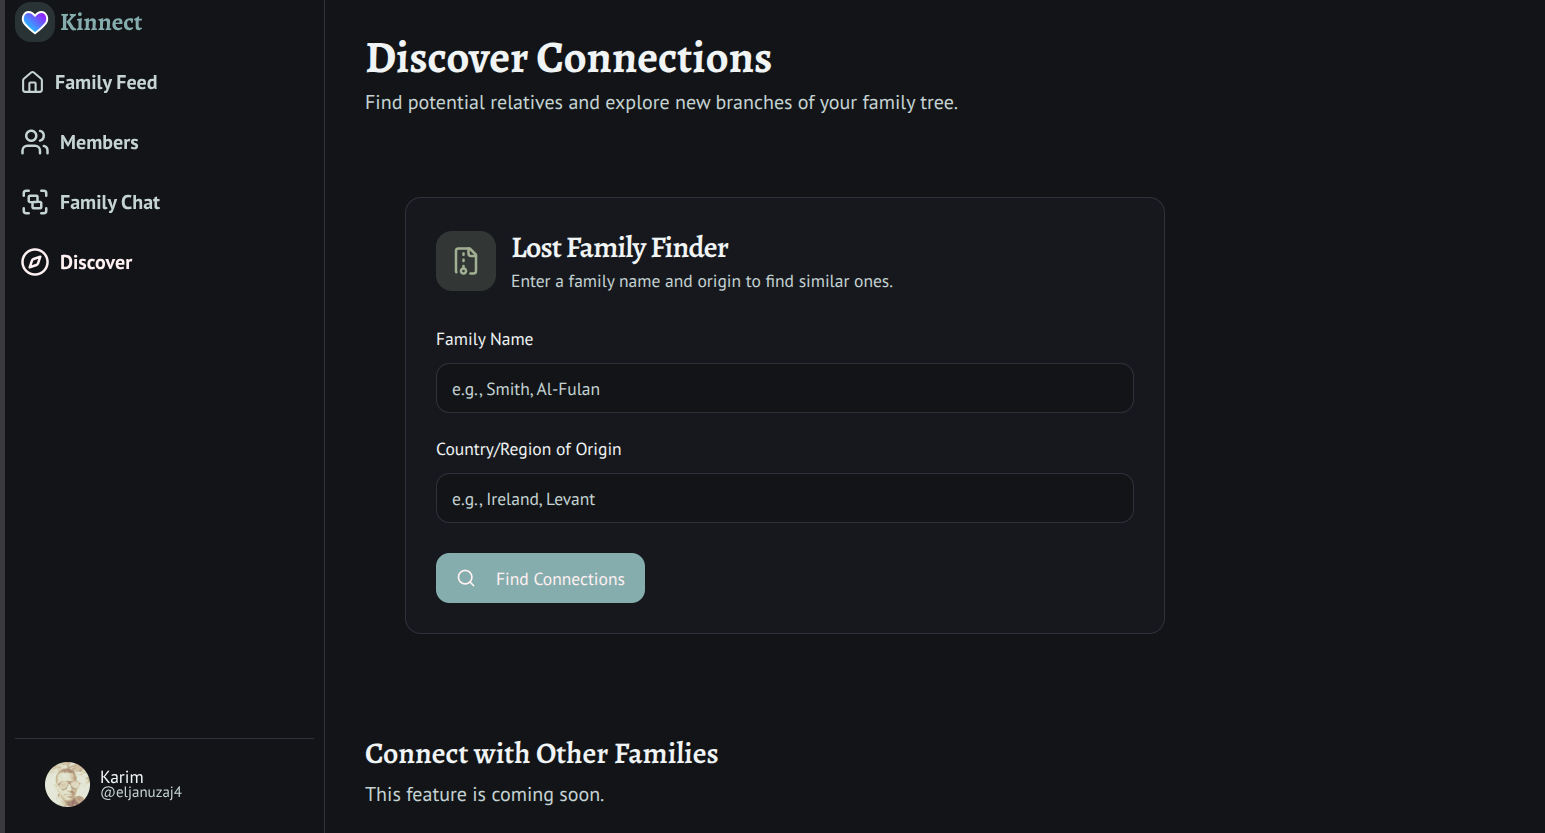 Kinnect
Family Feed
Members
Family Chat
Discover
Karim
@eljanuzaj4
Discover Connections
Find potential relatives and explore new branches of your family tree.
Lost Family Finder
Enter a family name and origin to find similar ones.
Family Name
e.g., Smith, Al-Fulan
Country/Region of Origin
e.g., Ireland, Levant
Find Connections
Connect with Other Families
This feature is coming soon.